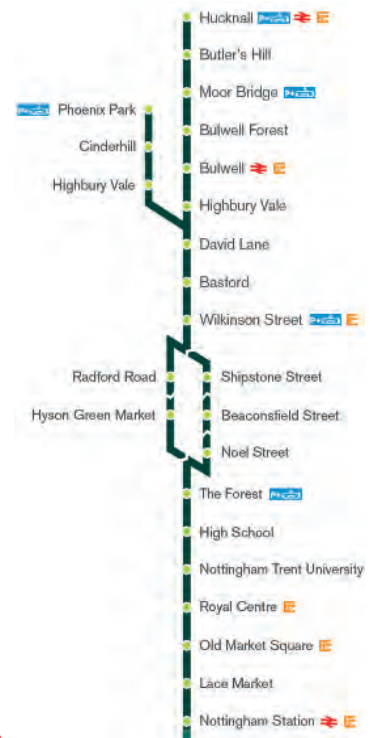 Hucknall
Butler's Hill
Moor Bridge
Phoenix Park
Bulwell Forest
Cinderhill
Bulwell
Highbury Vale
Highbury Vale
David Lane
Basford
Wilkinson Street
Radford Road
Shipstone Street
Hyson Green Market
Beaconsfield Street
Noel Street
The Forest
High School
Nottingham Trent University
Royal Centre
Old Market Square
Lace Market
Nottingham Station